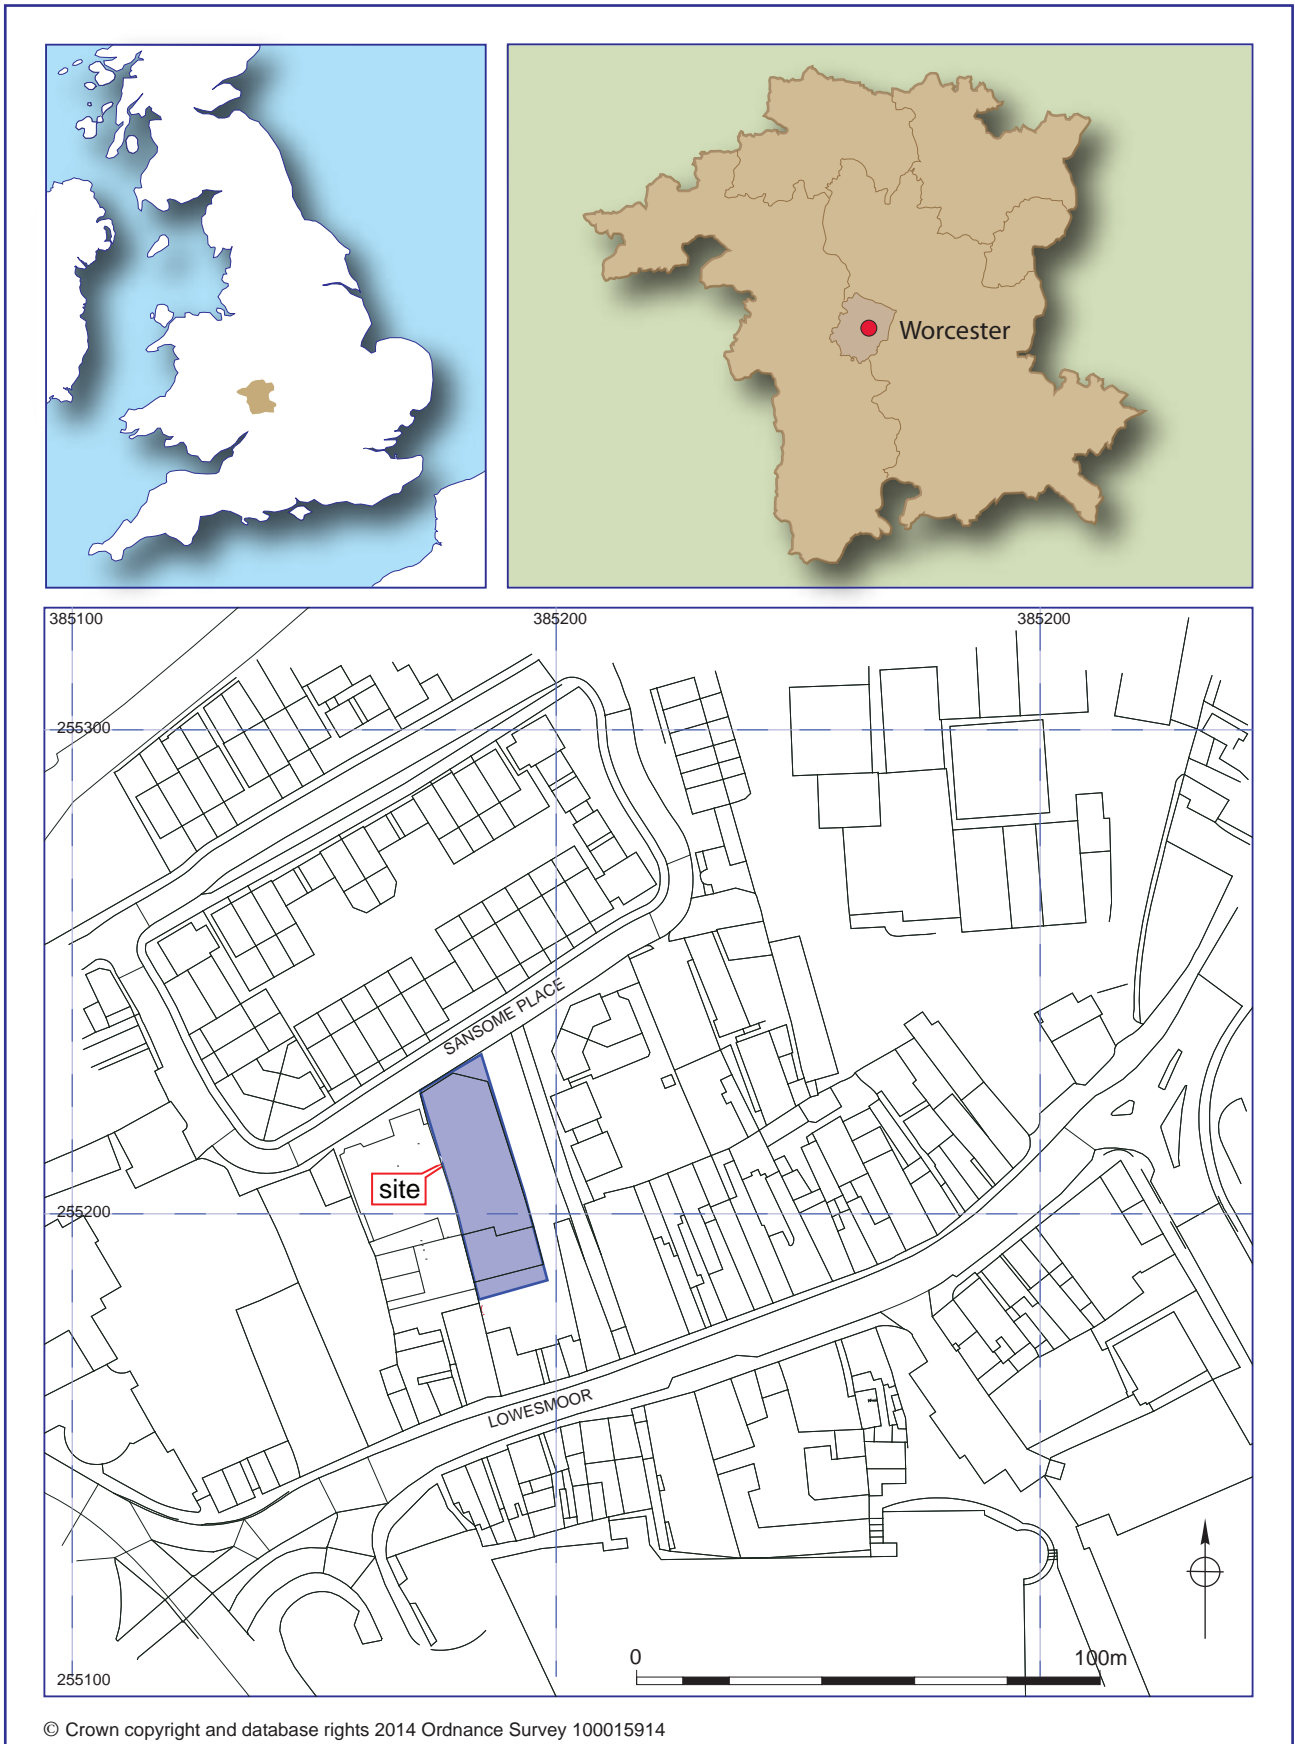 Worcester
385100
385200
385200
255300
SANSOME PLACE
site
255200
LOWESMOOR
0
100m
255100
© Crown copyright and database rights 2014 Ordnance Survey 100015914